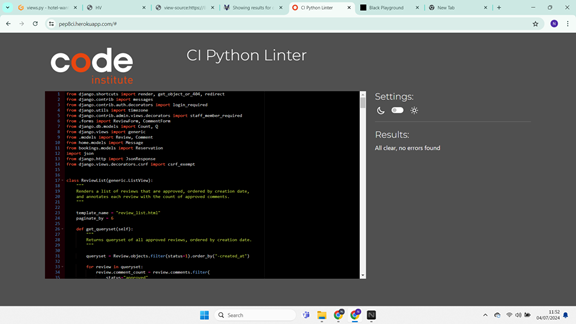 views.py - hotel-wor
HV
view-source:https://
Showing results for
CI Python Linter
Black Playground
New Tab
pep8ci.herokuapp.com/#
code
institute
CI Python Linter
1 from django.shortcuts import render, get_object_or_404, redirect
2 from django.contrib import messages
3 from django.contrib.auth.decorators import login_required
4 from django.utils import timezone
5 from django.contrib.admin.views.decorators import staff_member_required
6 from .forms import ReviewForm, CommentForm
7 from django.db.models import Count, Q
8 from django.views import generic
9 from .models import Review, Comment
10 from home.models import Message
11 from bookings.models import Reservation
12 import json
13 from django.http import JsonResponse
14 from django.views.decorators.csrf import csrf_exempt
15
16
17 class ReviewList(generic.ListView):
18 """
19 Renders a list of reviews that are approved, ordered by creation date,
20 and annotates each review with the count of approved comments.
21 """
22
23 template_name = "review_list.html"
24 paginate_by = 6
25
26 def get_queryset(self):
27 """
28 Returns queryset of all approved reviews, ordered by creation date.
29 """
30
31 queryset = Review.objects.filter(status=1).order_by("-created_at")
32
33 for review in queryset:
34 review.comment_count = review.comments.filter(
35 status="approved"
Settings:
Results:
All clear, no errors found
Search
11:52
04/07/2024